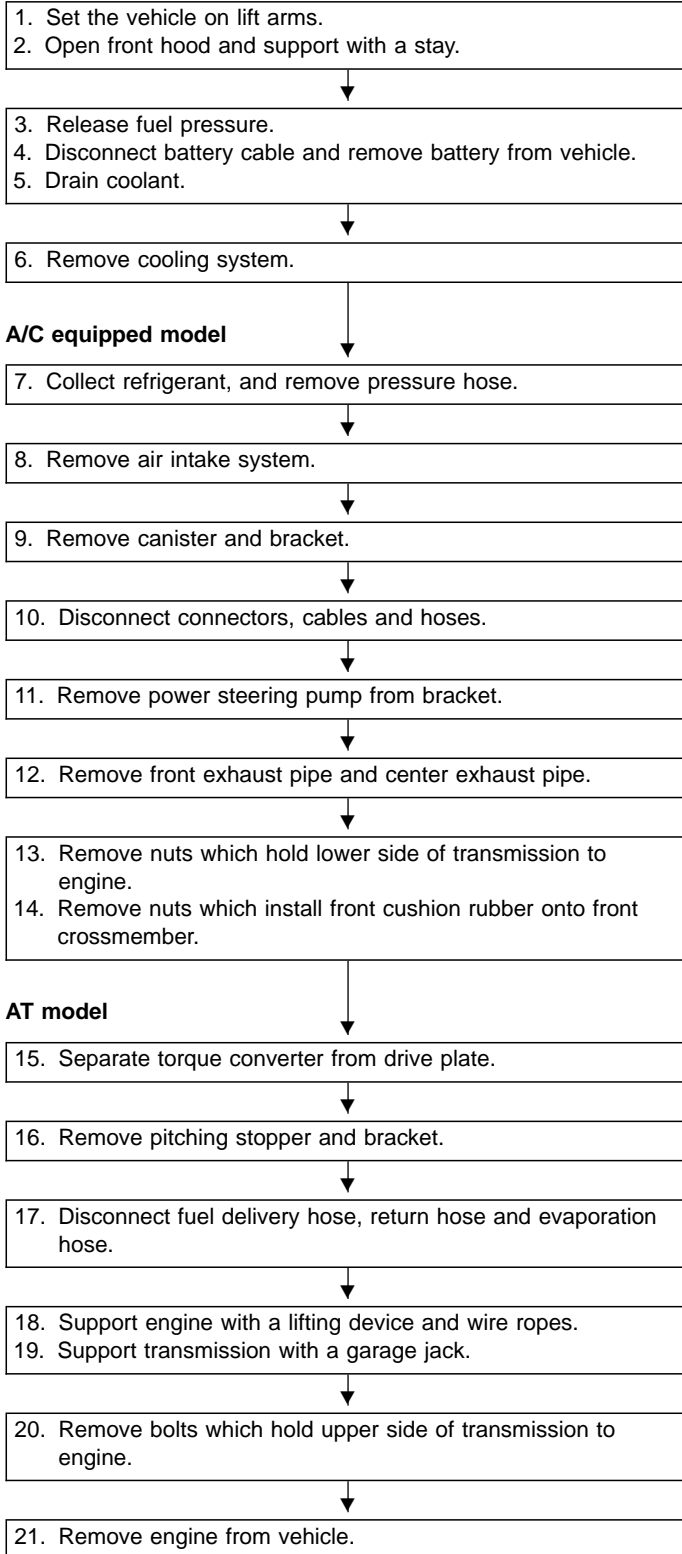 1. Set the vehicle on lift arms.
2. Open front hood and support with a stay.
3. Release fuel pressure.
4. Disconnect battery cable and remove battery from vehicle.
5. Drain coolant.
6. Remove cooling system.
A/C equipped model
7. Collect refrigerant, and remove pressure hose.
8. Remove air intake system.
9. Remove canister and bracket.
10. Disconnect connectors, cables and hoses.
11. Remove power steering pump from bracket.
12. Remove front exhaust pipe and center exhaust pipe.
13. Remove nuts which hold lower side of transmission to
engine.
14. Remove nuts which install front cushion rubber onto front
crossmember.
AT model
15. Separate torque converter from drive plate.
16. Remove pitching stopper and bracket.
17. Disconnect fuel delivery hose, return hose and evaporation
hose.
18. Support engine with a lifting device and wire ropes.
19. Support transmission with a garage jack.
20. Remove bolts which hold upper side of transmission to
engine.
21. Remove engine from vehicle.